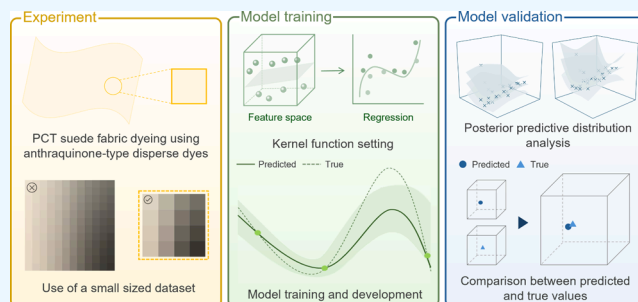 Experiment
PCT suede fabric dyeing using
anthraquinone-type disperse dyes
Use of a small sized dataset
Model training
Feature space
Regression
Kernel function setting
Predicted
True
Model training and development
Model validation
Posterior predictive distribution
analysis
Predicted
True
Comparison between predicted
and true values